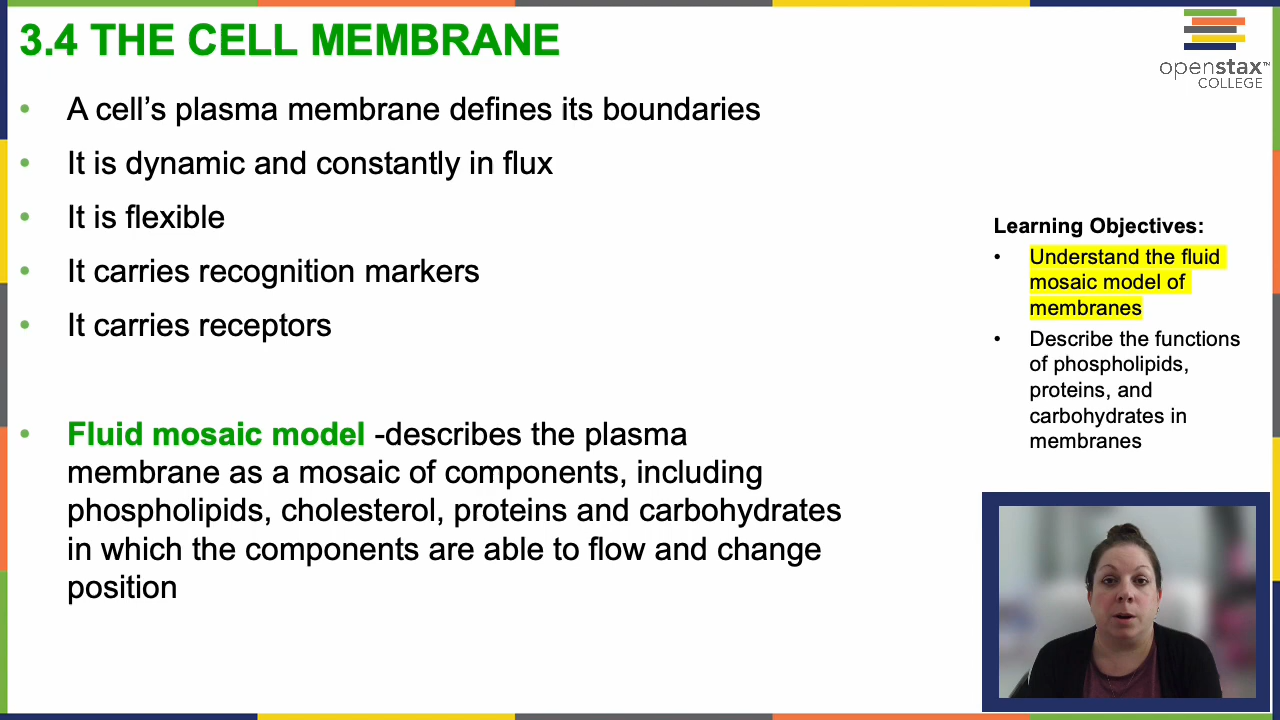 3.4 THE CELL MEMBRANE
openstax™
COLLEGE
• A cell’s plasma membrane defines its boundaries
• It is dynamic and constantly in flux
• It is flexible
• It carries recognition markers
• It carries receptors
• Fluid mosaic model -describes the plasma
membrane as a mosaic of components, including
phospholipids, cholesterol, proteins and carbohydrates
in which the components are able to flow and change
position
Learning Objectives:
• Understand the fluid
mosaic model of
membranes
• Describe the functions
of phospholipids,
proteins, and
carbohydrates in
membranes